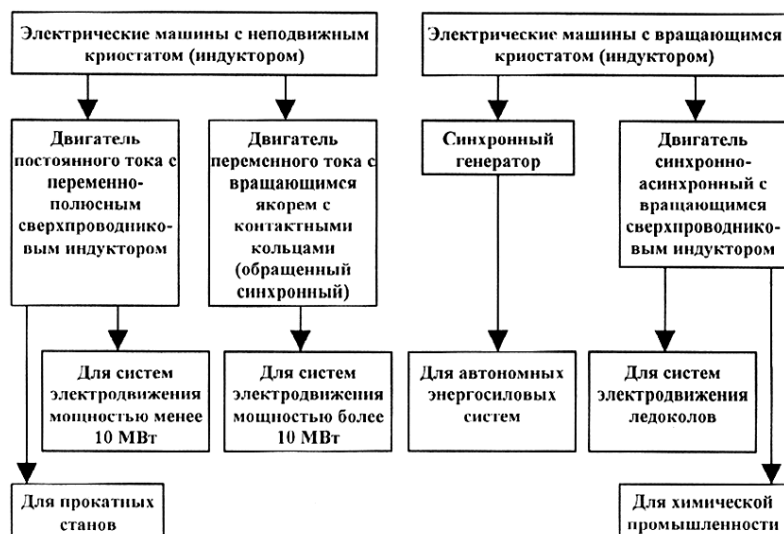 Электрические машины с неподвижным
криостатом (индуктором)
Электрические машины с вращающимся
криостатом (индуктором)
Двигатель
постоянного тока с
переменно-
полюсным
сверхпроводнико-
вым индуктором
Двигатель
переменного тока с
вращающимся
якорем с
контактными
кольцами
(обращенный
синхронный)
Синхронный
генератор
Двигатель
синхронно-
асинхронный с
вращающимся
сверхпроводнико-
вым индуктором
Для систем
электродвижения
мощностью менее
10 МВт
Для систем
электродвижения
мощностью более
10 МВт
Для автономных
энергосиловых
систем
Для систем
электродвижения
ледоколов
Для прокатных
станов
Для химической
промышленности